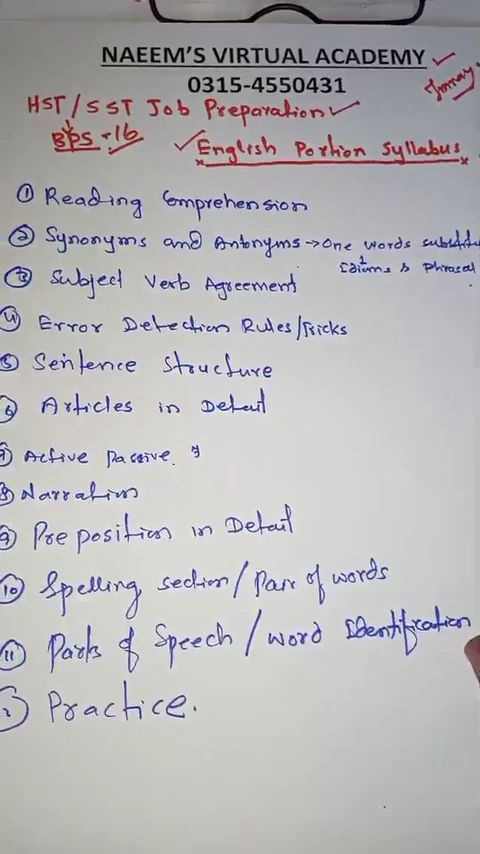 NAEEM'S VIRTUAL ACADEMY
0315-4550431
HST/SST Job Preparation
BPS-16
English Portion Syllabus
① Reading Comprehension
② Synonyms and Antonyms → One words substitu
Idioms & Phrasal
③ Subject Verb Agreement
④ Error Detection Rules/Tricks
⑤ Sentence Structure
⑥ Articles in Detail
⑦ Active Passive.
⑧ Narration
⑨ Preposition in Detail
⑩ Spelling section/Pair of words
⑪ Parts of Speech/word Identification
Practice.